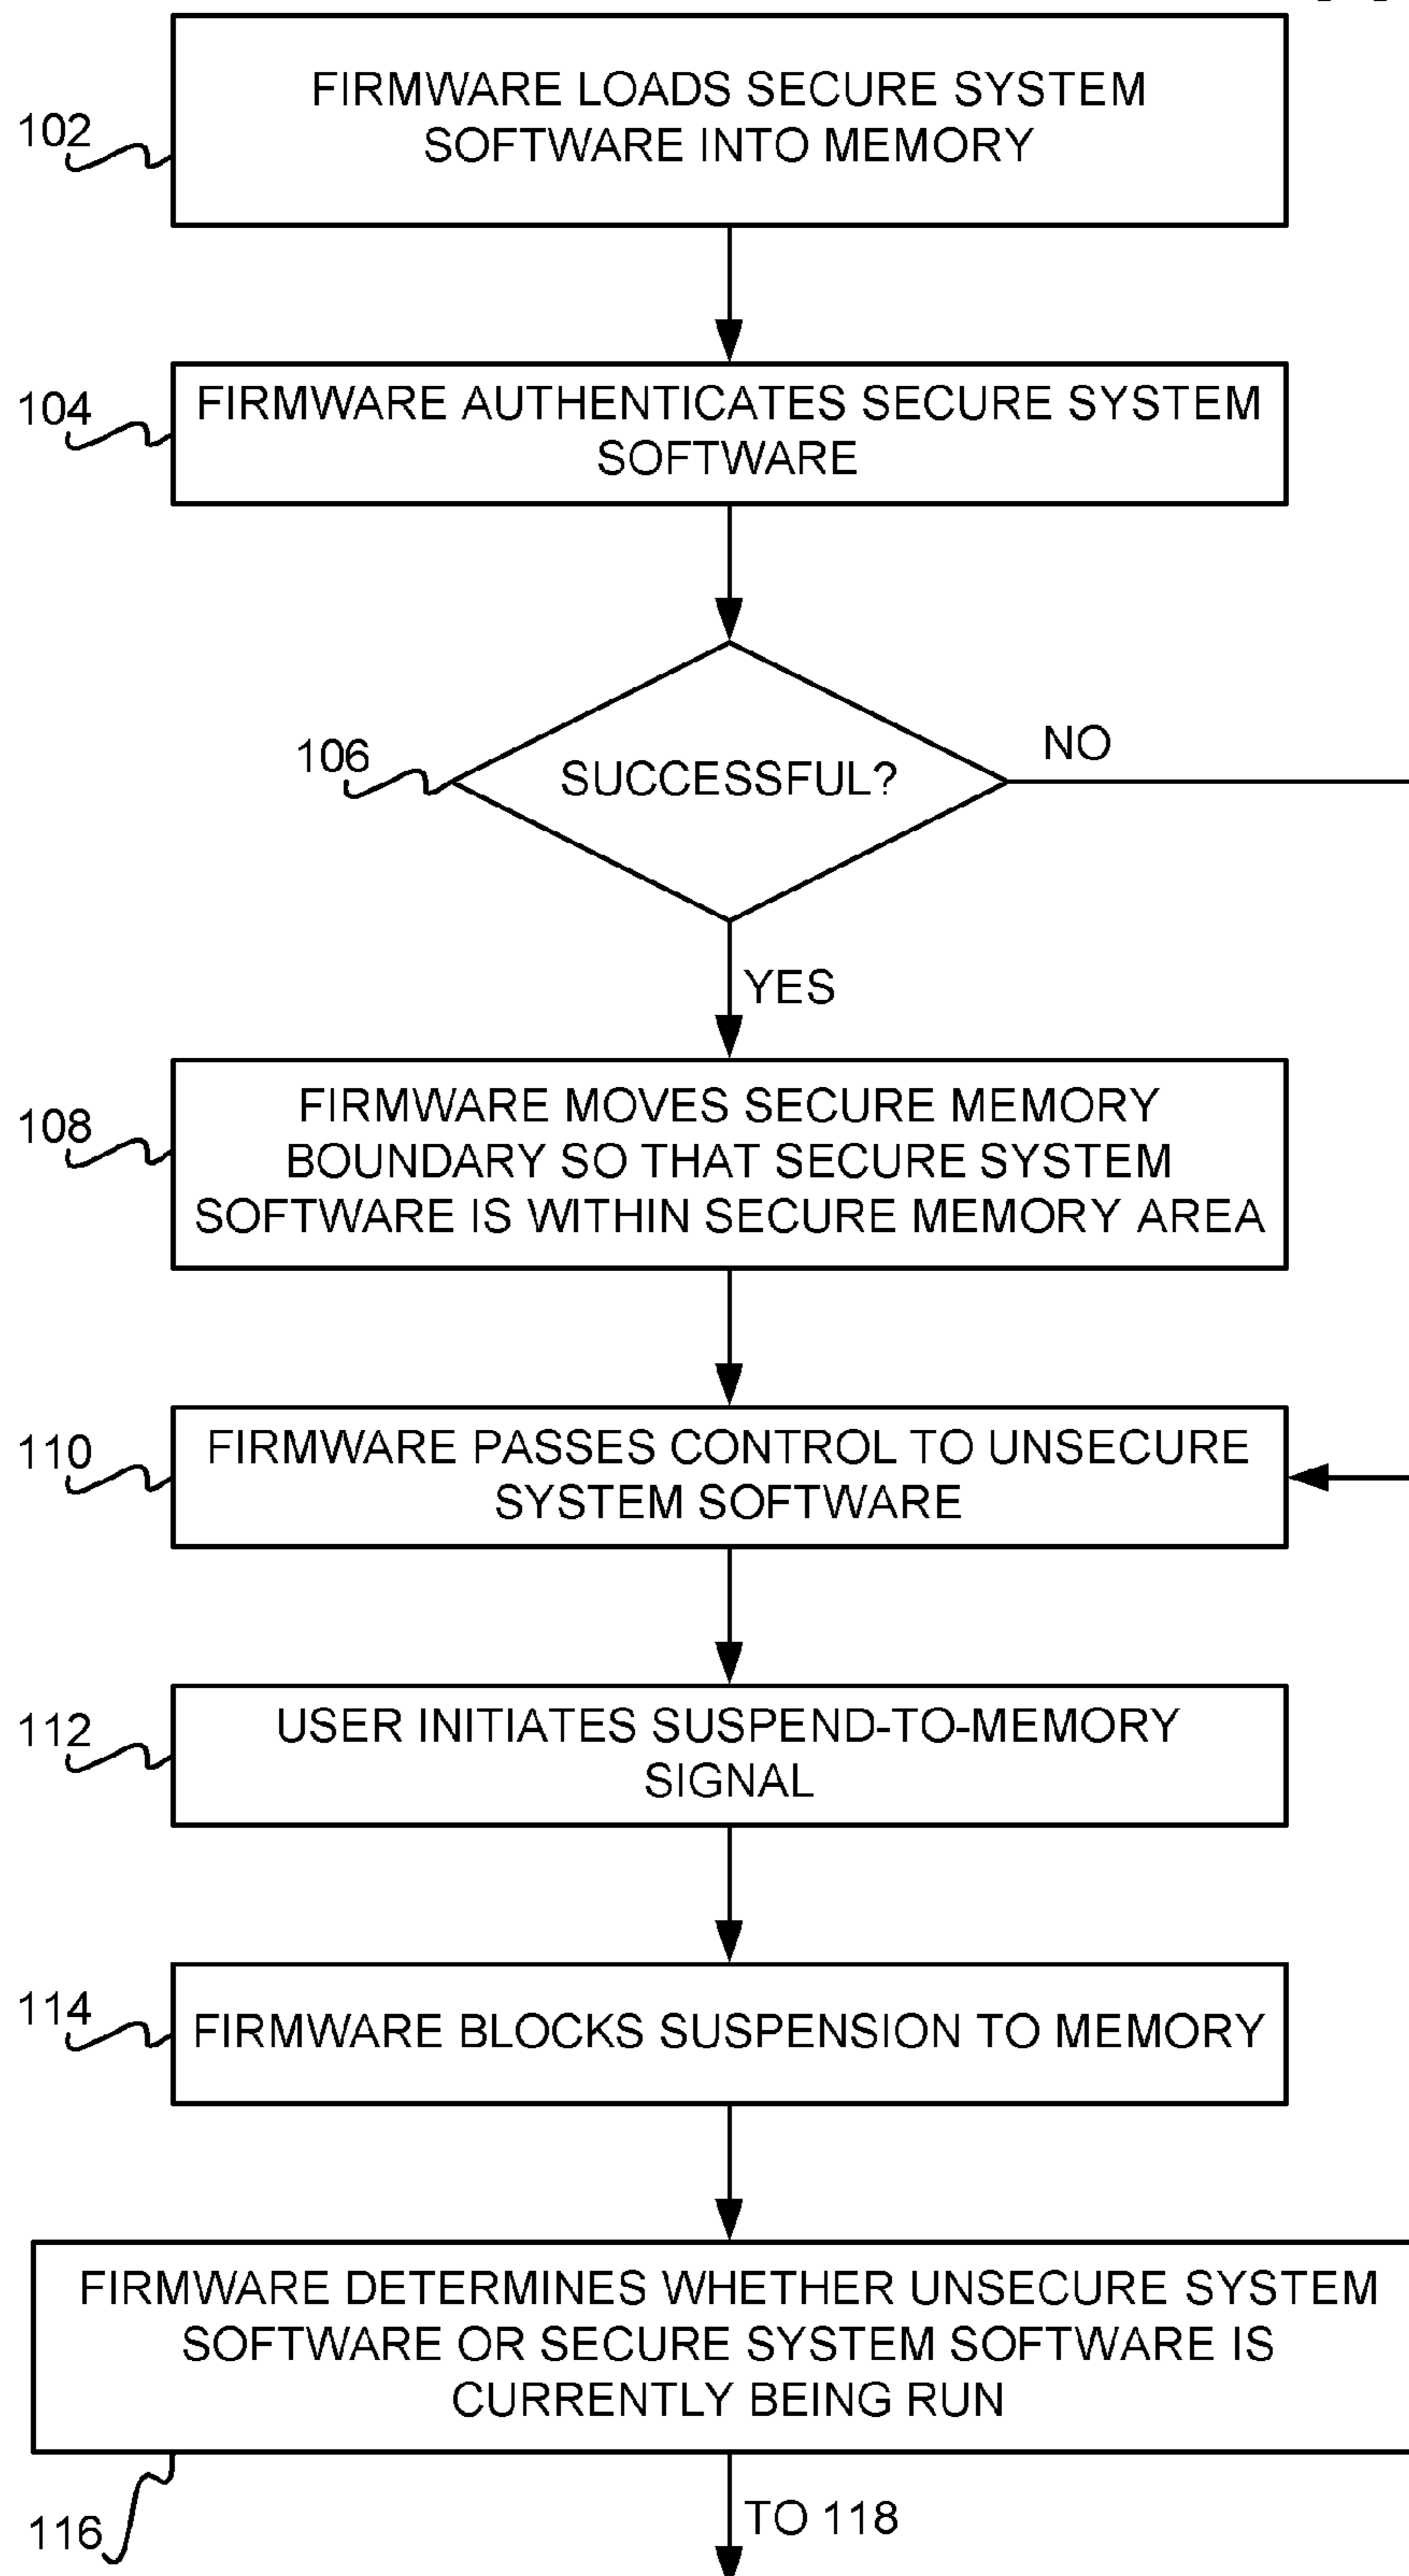 FIRMWARE LOADS SECURE SYSTEM
SOFTWARE INTO MEMORY
102
FIRMWARE AUTHENTICATES SECURE SYSTEM
SOFTWARE
104
SUCCESSFUL?
106
NO
YES
FIRMWARE MOVES SECURE MEMORY
BOUNDARY SO THAT SECURE SYSTEM
SOFTWARE IS WITHIN SECURE MEMORY AREA
108
FIRMWARE PASSES CONTROL TO UNSECURE
SYSTEM SOFTWARE
110
USER INITIATES SUSPEND-TO-MEMORY
SIGNAL
112
FIRMWARE BLOCKS SUSPENSION TO MEMORY
114
FIRMWARE DETERMINES WHETHER UNSECURE SYSTEM
SOFTWARE OR SECURE SYSTEM SOFTWARE IS
CURRENTLY BEING RUN
116
TO 118